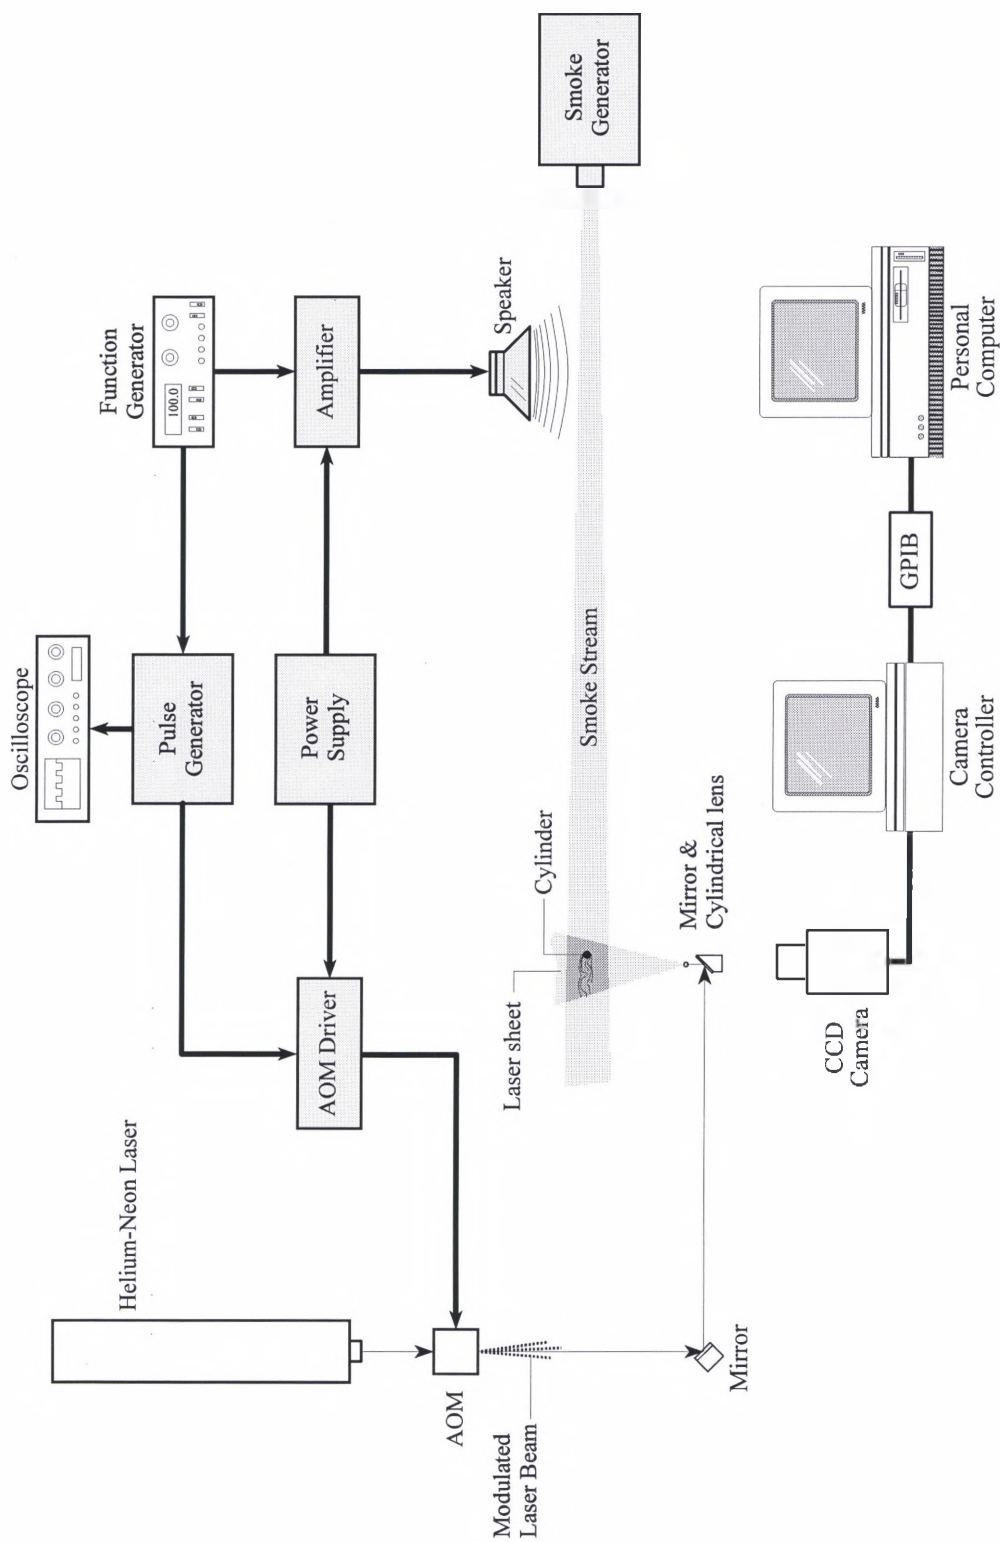 Helium-Neon Laser
Oscilloscope
Function
Generator
100.0
Pulse
Generator
AOM Driver
Power
Supply
Amplifier
AOM
Modulated
Laser Beam
Speaker
Laser sheet
Cylinder
Smoke Stream
Smoke
Generator
Mirror
Mirror &
Cylindrical lens
CCD
Camera
Camera
Controller
GPIB
Personal
Computer